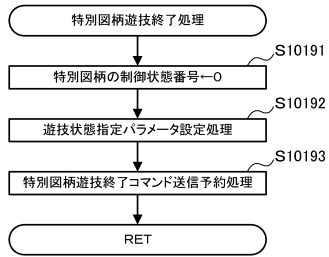 特別図柄遊技終了処理
S10191
特別図柄の制御状態番号←0
S10192
遊技状態指定パラメータ設定処理
S10193
特別図柄遊技終了コマンド送信予約処理
RET